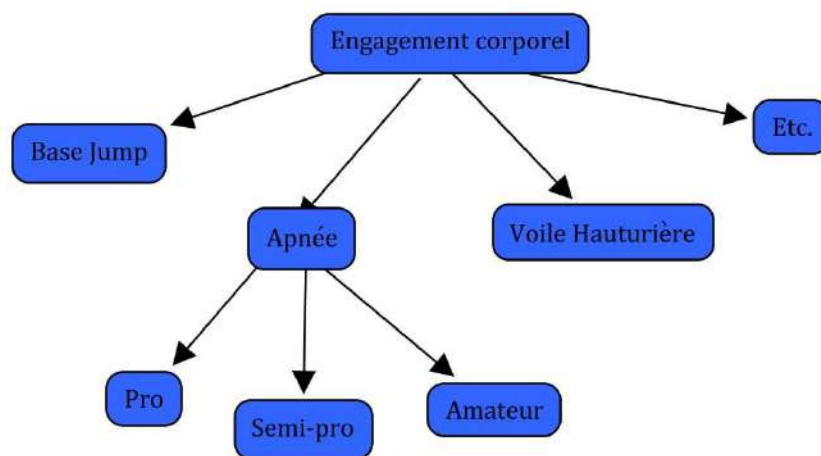 Engagement corporel
Base Jump
Etc.
Apnée
Voile Hauturière
Pro
Semi-pro
Amateur